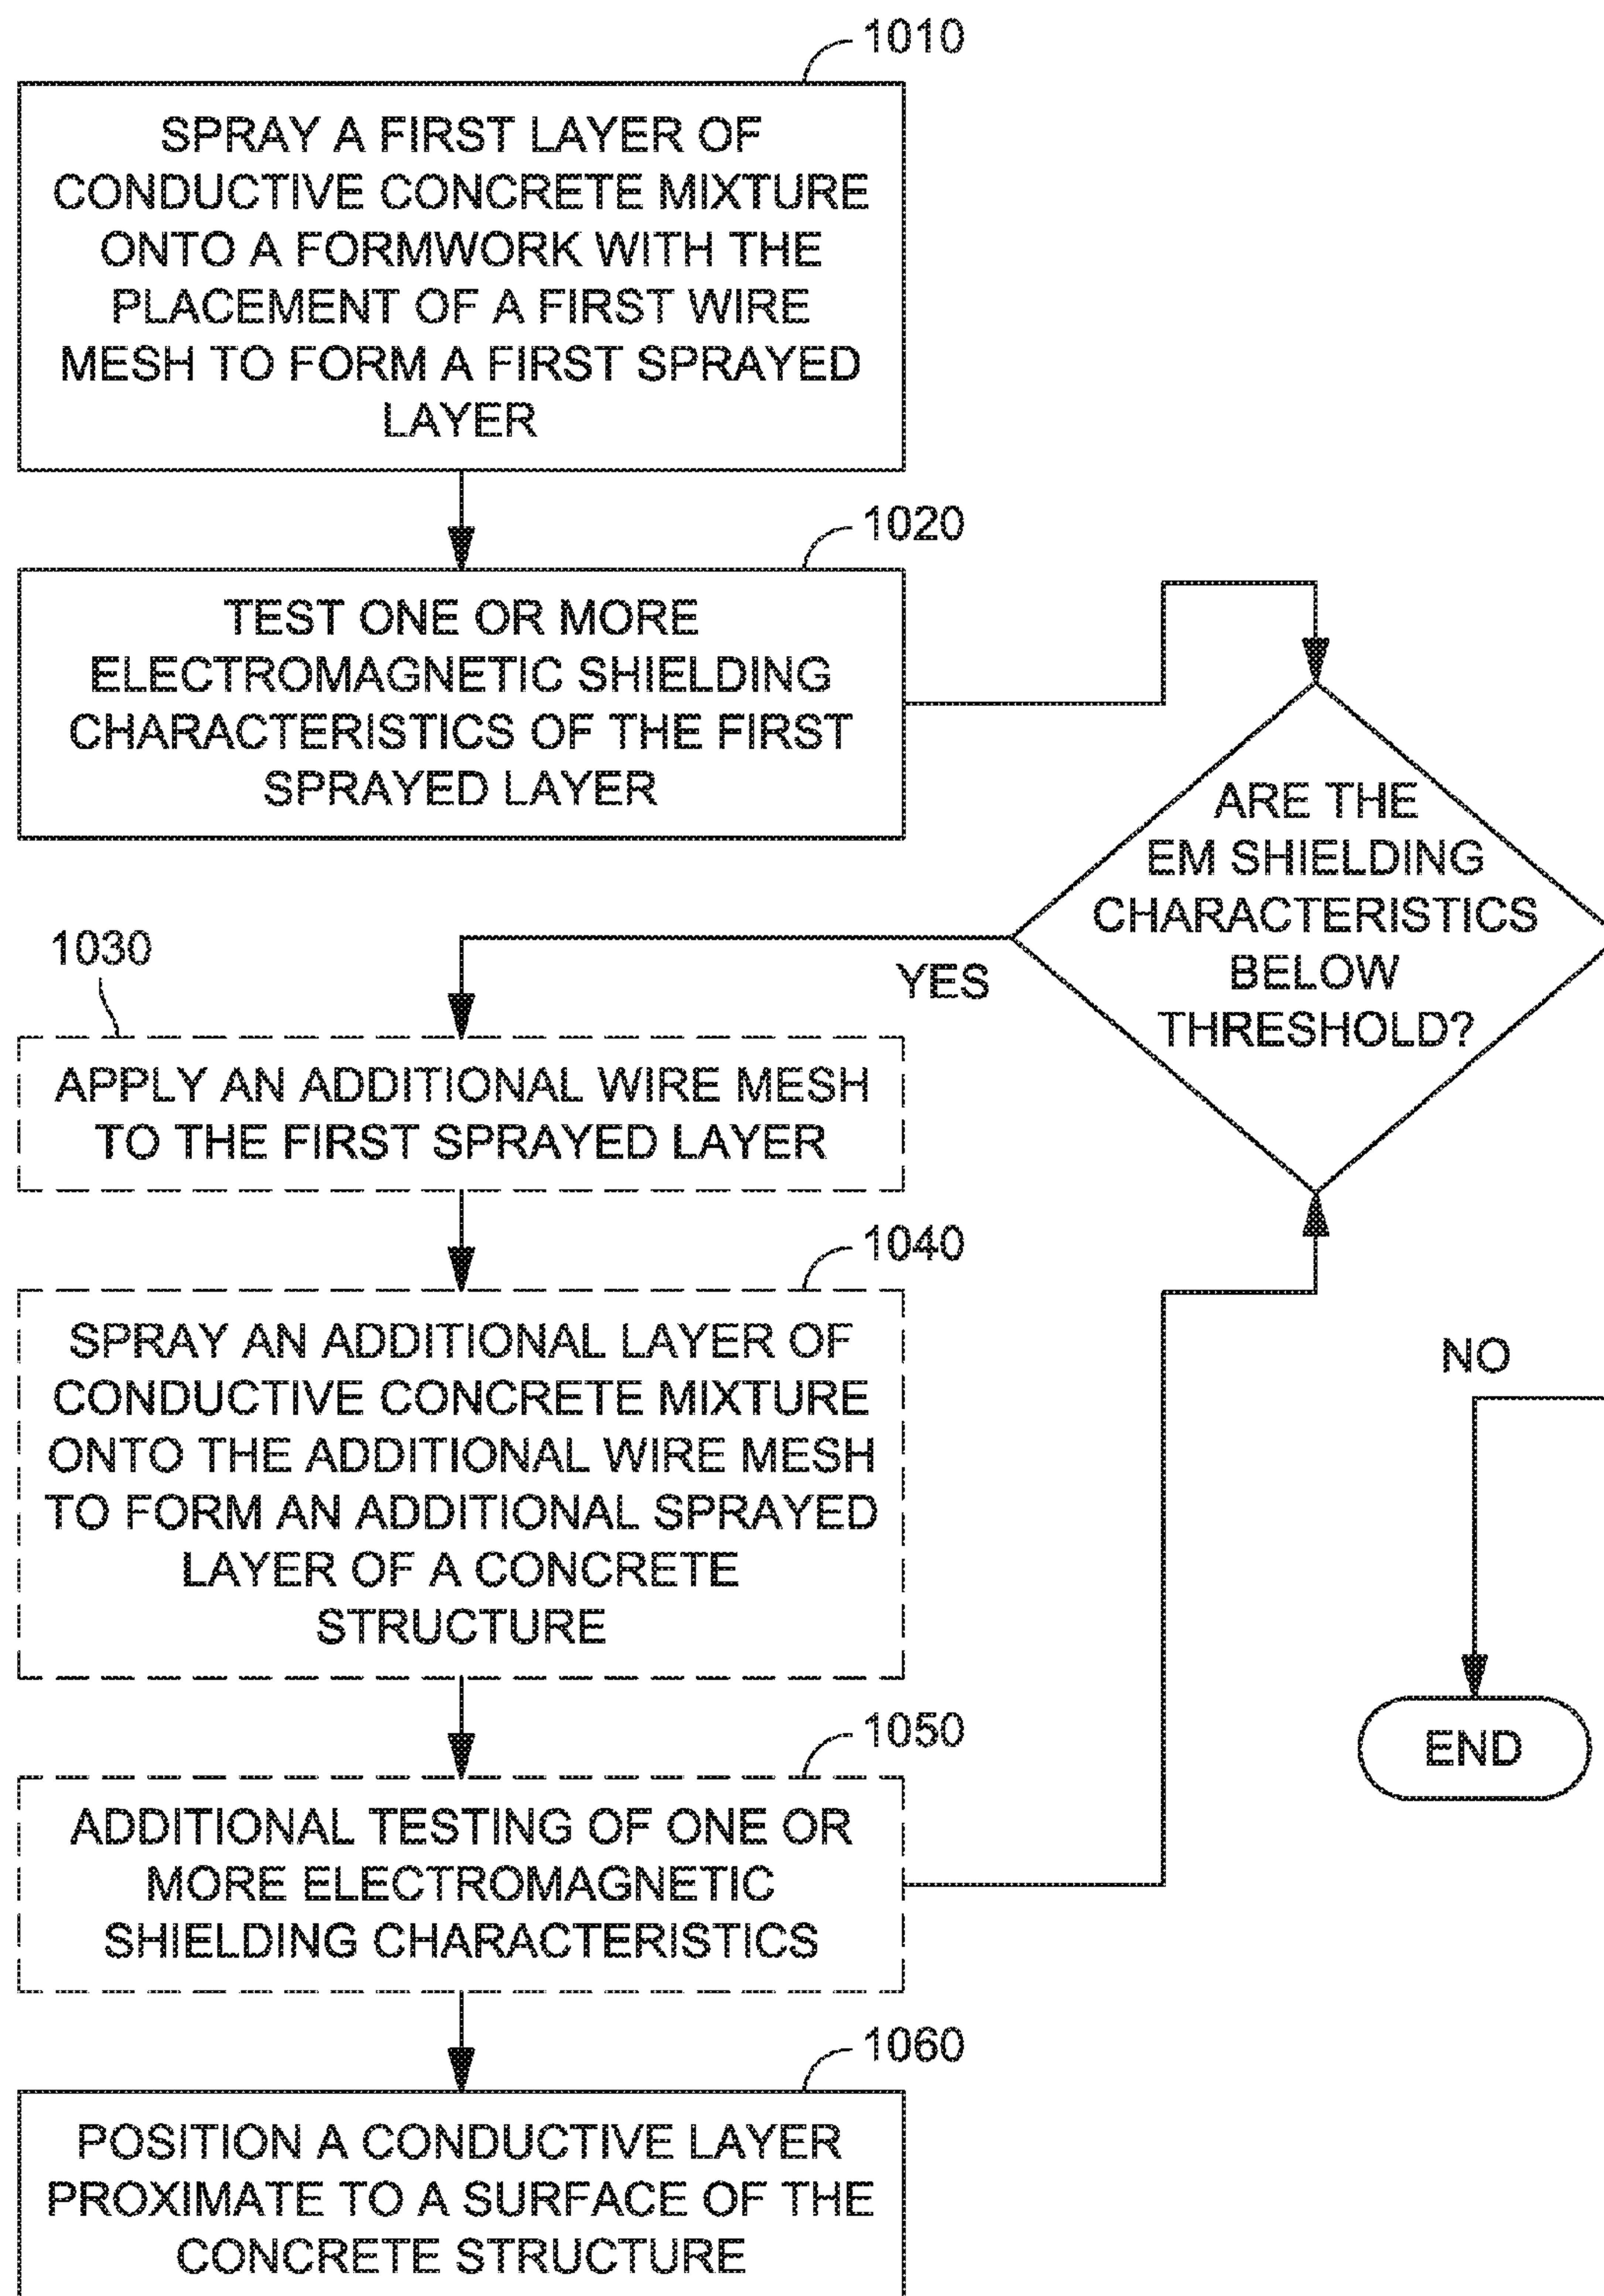 1010
SPRAY A FIRST LAYER OF
CONDUCTIVE CONCRETE MIXTURE
ONTO A FORMWORK WITH THE
PLACEMENT OF A FIRST WIRE
MESH TO FORM A FIRST SPRAYED
LAYER
1020
TEST ONE OR MORE
ELECTROMAGNETIC SHIELDING
CHARACTERISTICS OF THE FIRST
SPRAYED LAYER
ARE THE
EM SHIELDING
CHARACTERISTICS
BELOW
THRESHOLD?
YES
NO
END
1030
APPLY AN ADDITIONAL WIRE MESH
TO THE FIRST SPRAYED LAYER
1040
SPRAY AN ADDITIONAL LAYER OF
CONDUCTIVE CONCRETE MIXTURE
ONTO THE ADDITIONAL WIRE MESH
TO FORM AN ADDITIONAL SPRAYED
LAYER OF A CONCRETE
STRUCTURE
1050
ADDITIONAL TESTING OF ONE OR
MORE ELECTROMAGNETIC
SHIELDING CHARACTERISTICS
1060
POSITION A CONDUCTIVE LAYER
PROXIMATE TO A SURFACE OF THE
CONCRETE STRUCTURE